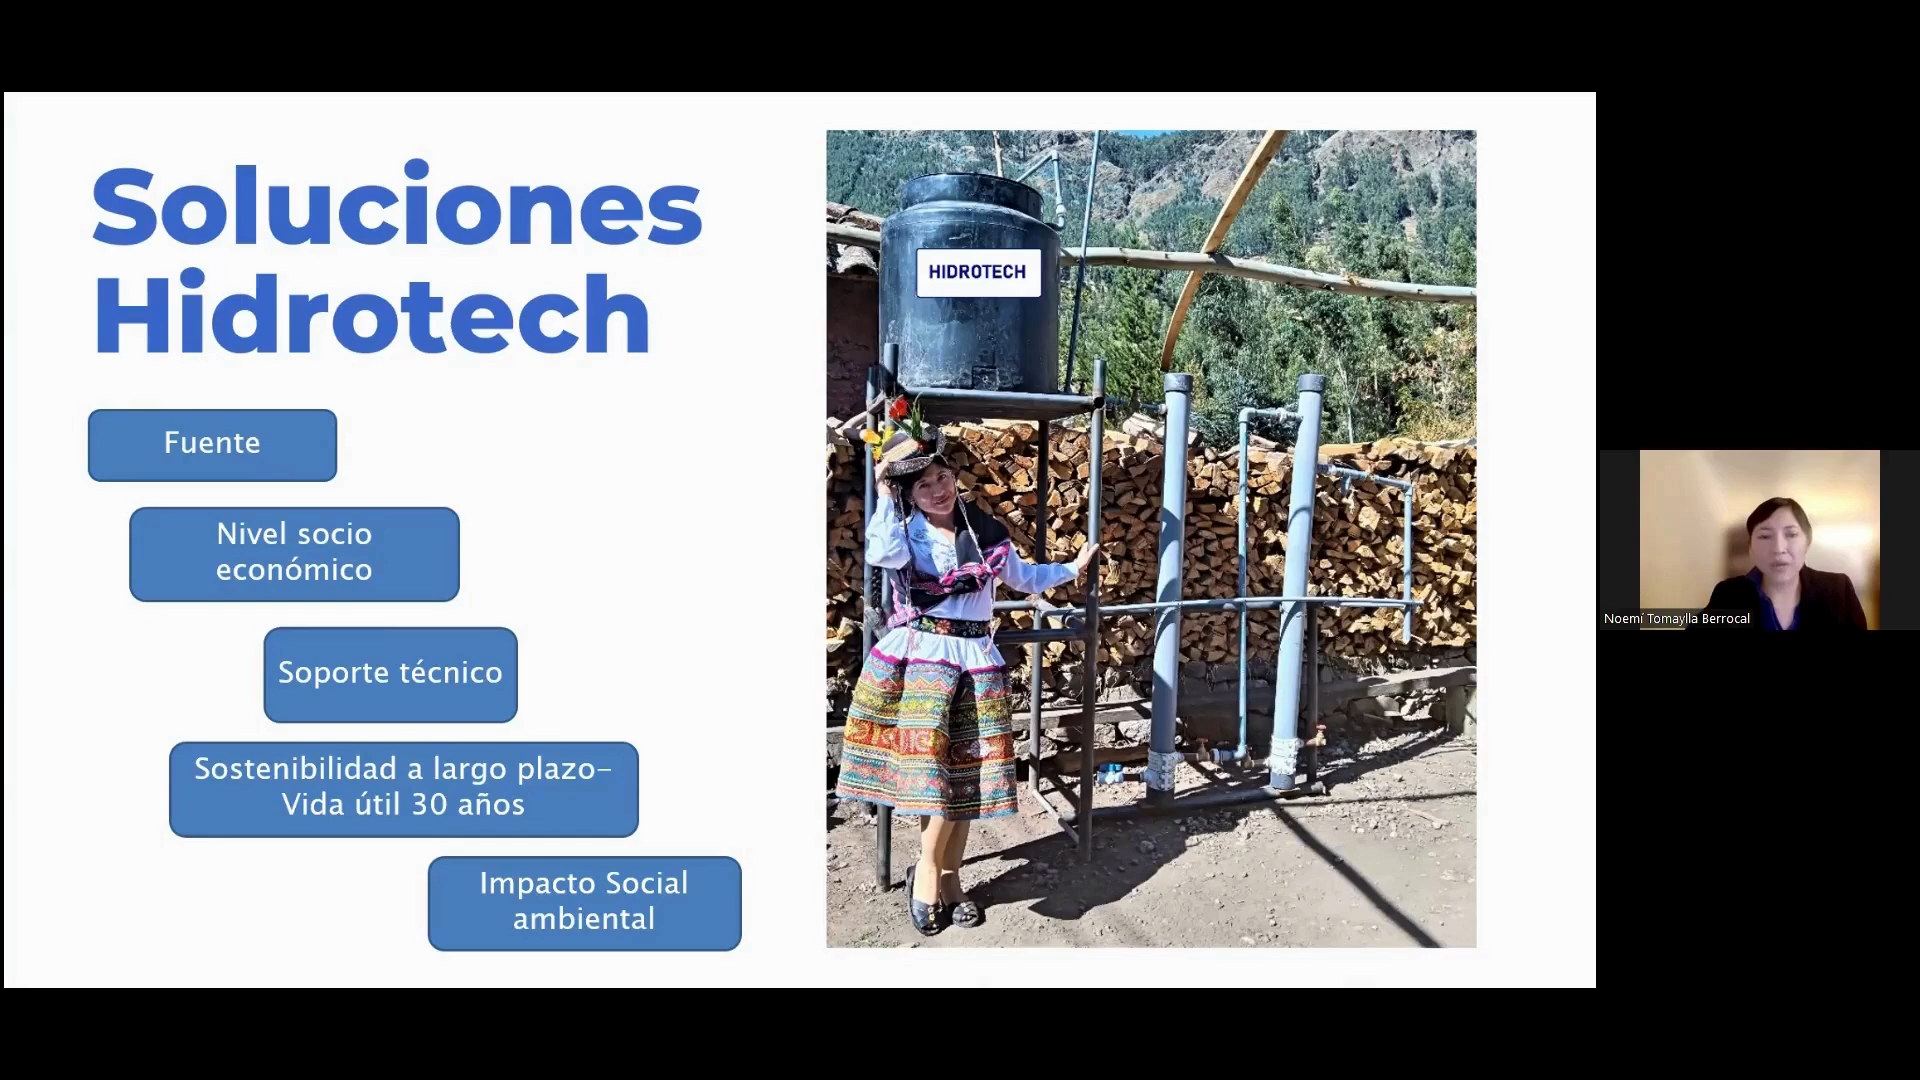 Soluciones
Hidrotech
Fuente
Nivel socio
económico
Soporte técnico
Sostenibilidad a largo plazo-
Vida útil 30 años
Impacto Social
ambiental
HIDROTECH
Noemí Tomaylla Berrocal